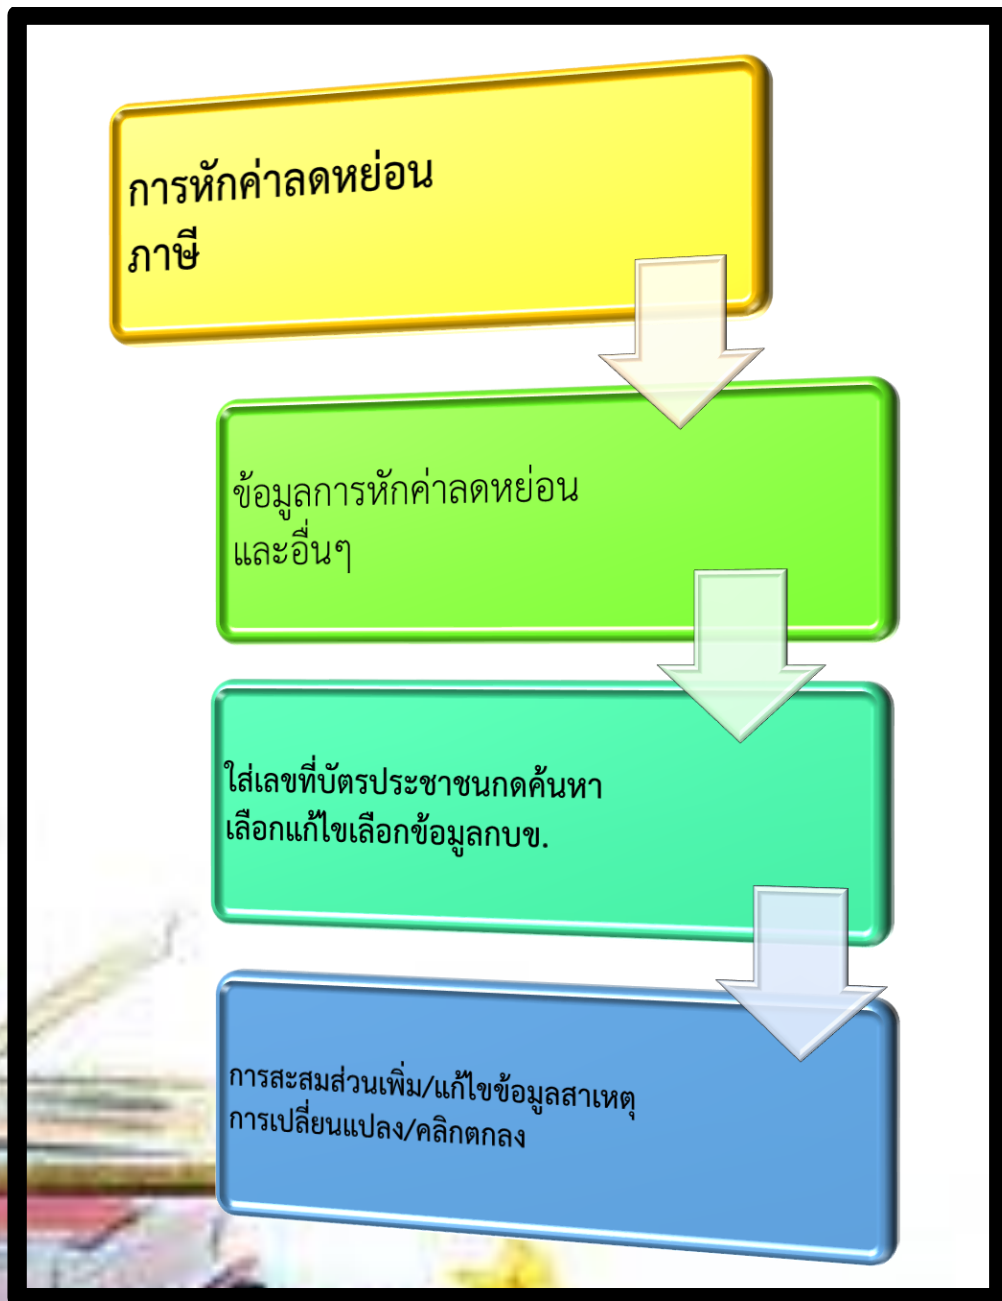 การหักค่าลดหย่อน
ภาษี
ข้อมูลการหักค่าลดหย่อน
และอื่นๆ
ใส่เลขที่บัตรประชาชนกดค้นหา
เลือกแก้ไขเลือกข้อมูลกบข.
การสะสมส่วนเพิ่ม/แก้ไขข้อมูลสาเหตุ
การเปลี่ยนแปลง/คลิกตกลง